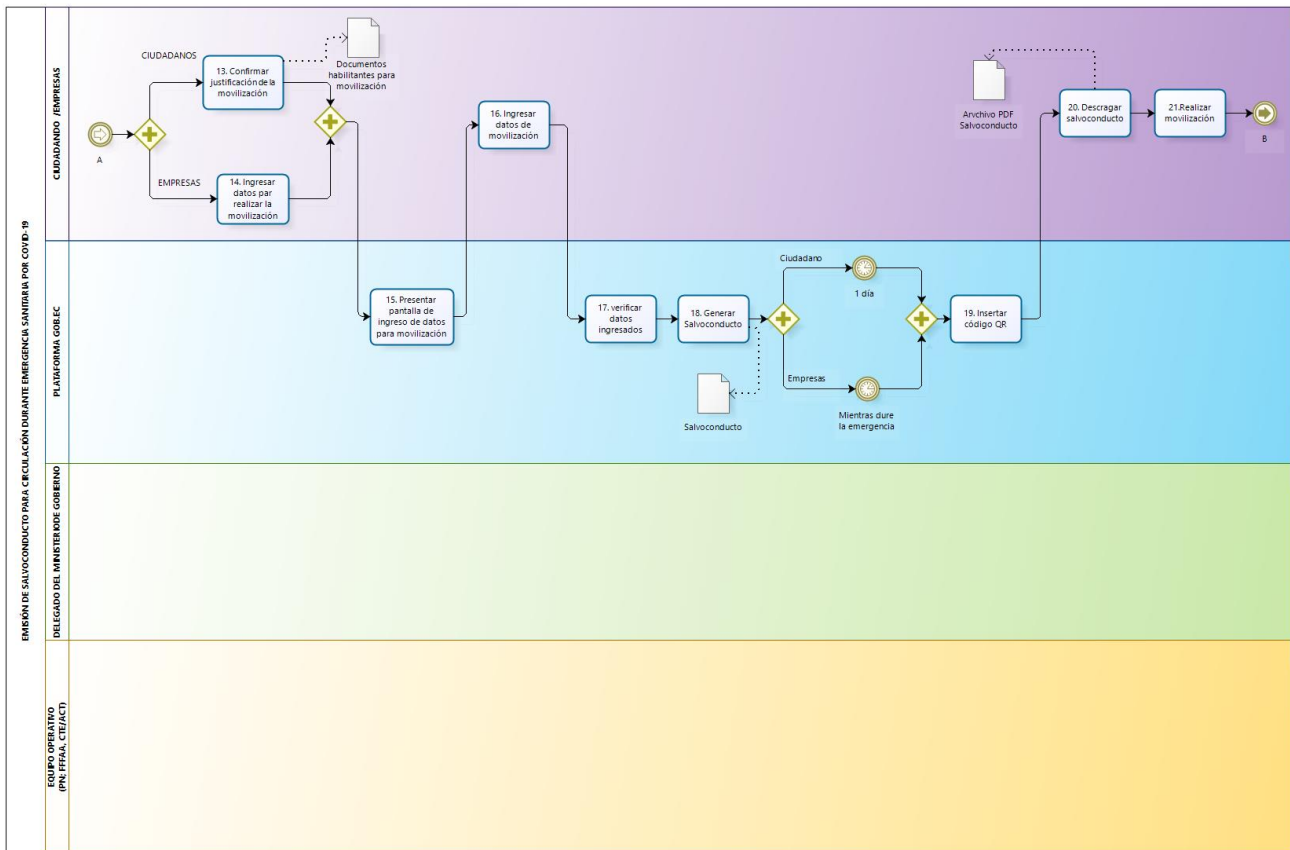 EMISIÓN DE SALVOCONDUCTO PARA CIRCULACIÓN DURANTE EMERGENCIA SANITARIA POR COVID-19
CIUDADANDO /EMPRESAS
A
CIUDADANOS
13. Confirmar
justificación de la
movilización
Documentos
habilitantes para
movilización
EMPRESAS
14. Ingresar
datos par
realizar la
movilización
16. Ingresar
datos de
movilización
Arvchivo PDF
Salvoconducto
20. Descragar
salvoconducto
21.Realizar
movilización
B
PLATAFORMA GOB.EC
15. Presentar
pantalla de
ingreso de datos
para movilización
17. verificar
datos
ingresados
18. Generar
Salvoconducto
Salvoconducto
Ciudadano
1 día
Empresas
Mientras dure
la emergencia
19. Insertar
código QR
DELEGADO DEL MINISTERIO DE GOBIERNO
EQUIPO OPERATIVO
(PN; FFFAA, CTE/ACT)